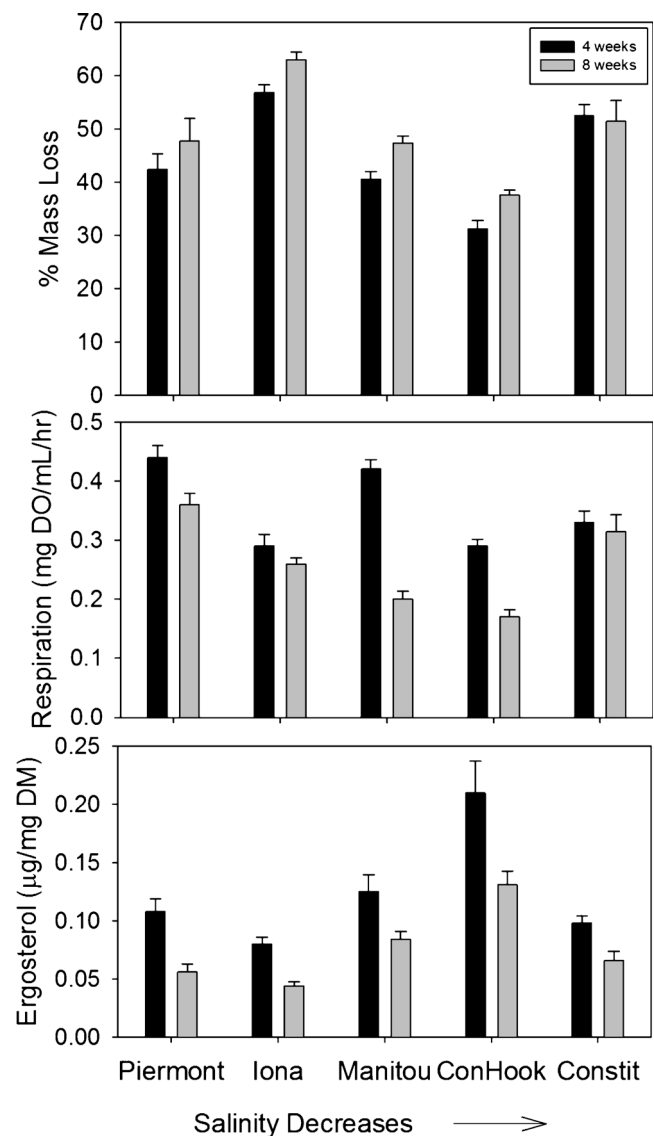 70
60
50
40
30
20
10
0
% Mass Loss
4 weeks
8 weeks
0.5
0.4
0.3
0.2
0.1
0.0
Respiration (mg DO/mL/hr)
0.25
0.20
0.15
0.10
0.05
0.00
Ergosterol (μg/mg DM)
Piermont Iona Manitou ConHook Constit
Salinity Decreases